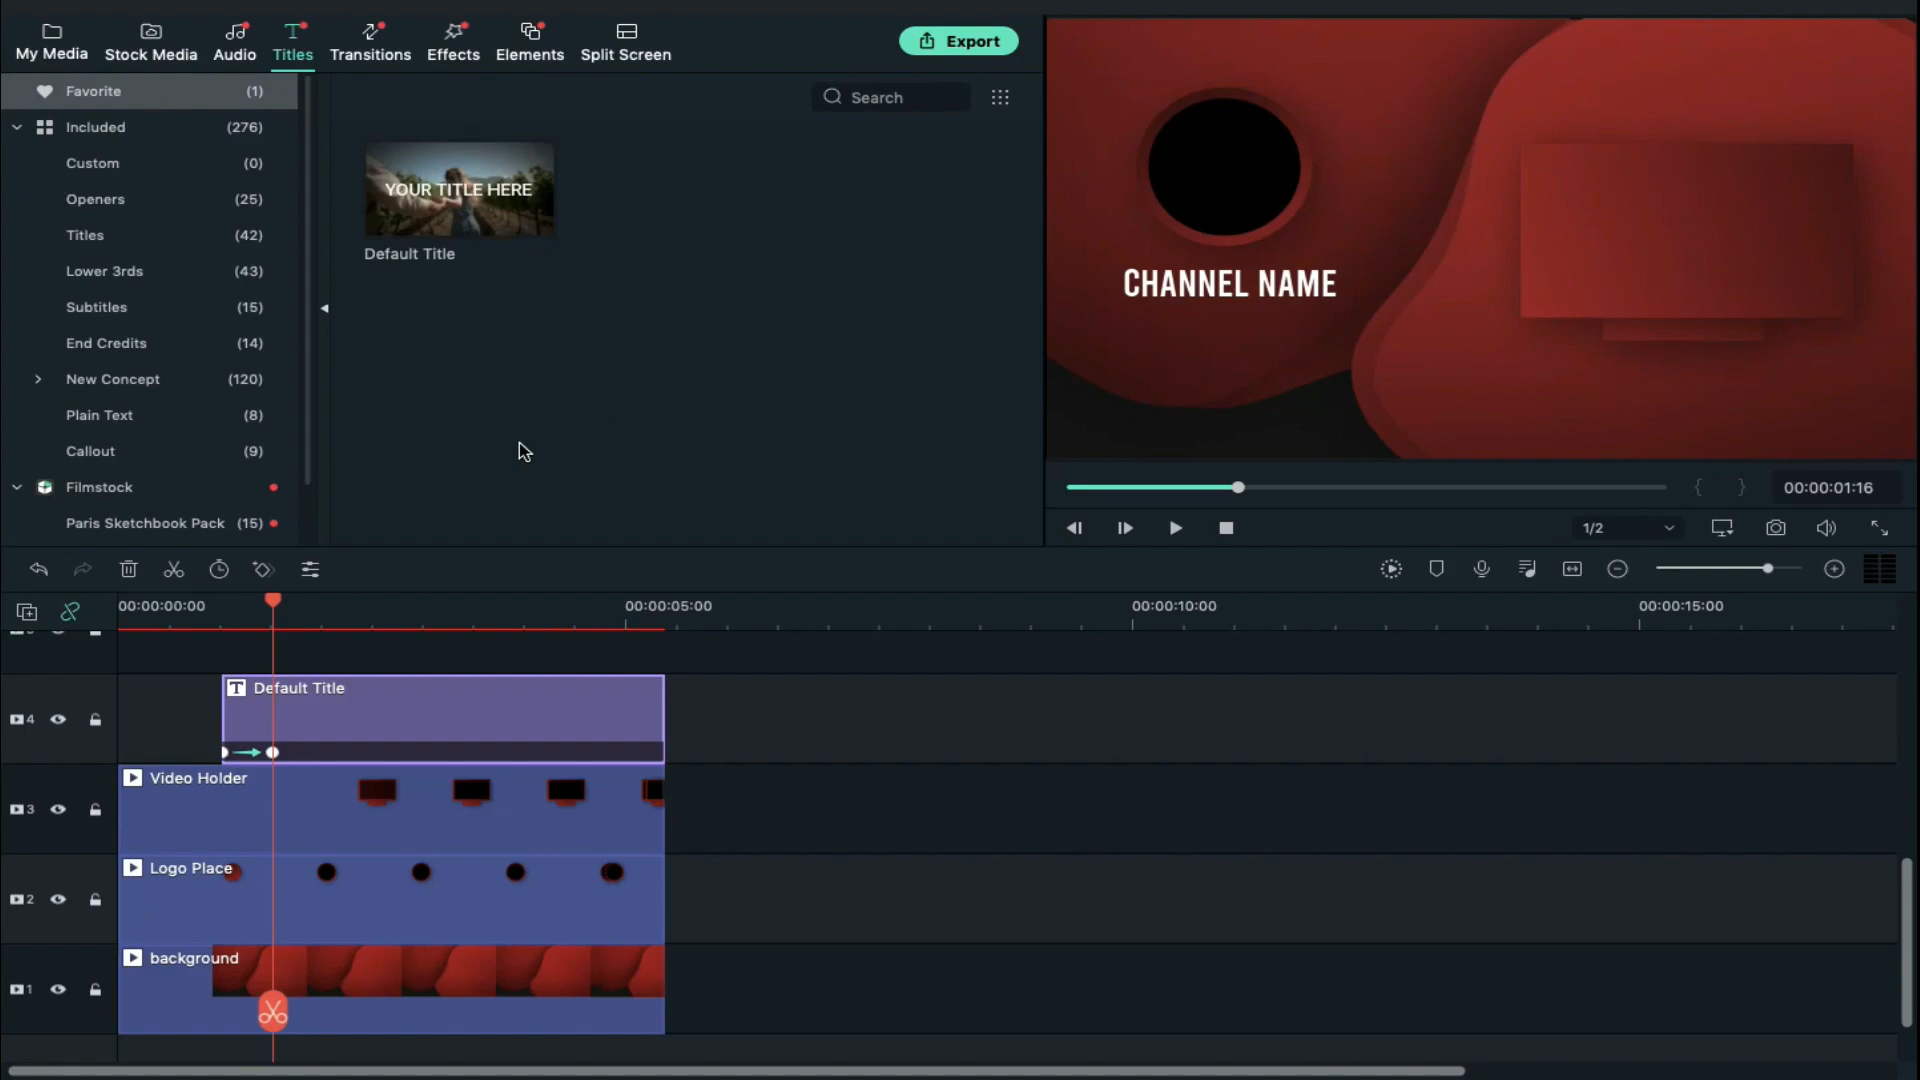 My Media
Stock Media
Audio
Titles
Transitions
Effects
Elements
Split Screen
Export
Favorite (1)
Included (276)
Custom (0)
Openers (25)
Titles (42)
Lower 3rds (43)
Subtitles (15)
End Credits (14)
New Concept (120)
Plain Text (8)
Callout (9)
Filmstock
Paris Sketchbook Pack (15)
Search
YOUR TITLE HERE
Default Title
CHANNEL NAME
{ } 00:00:01:16
1/2
00:00:00:00 00:00:05:00 00:00:10:00 00:00:15:00
4
T Default Title
3
Video Holder
2
Logo Place
1
background